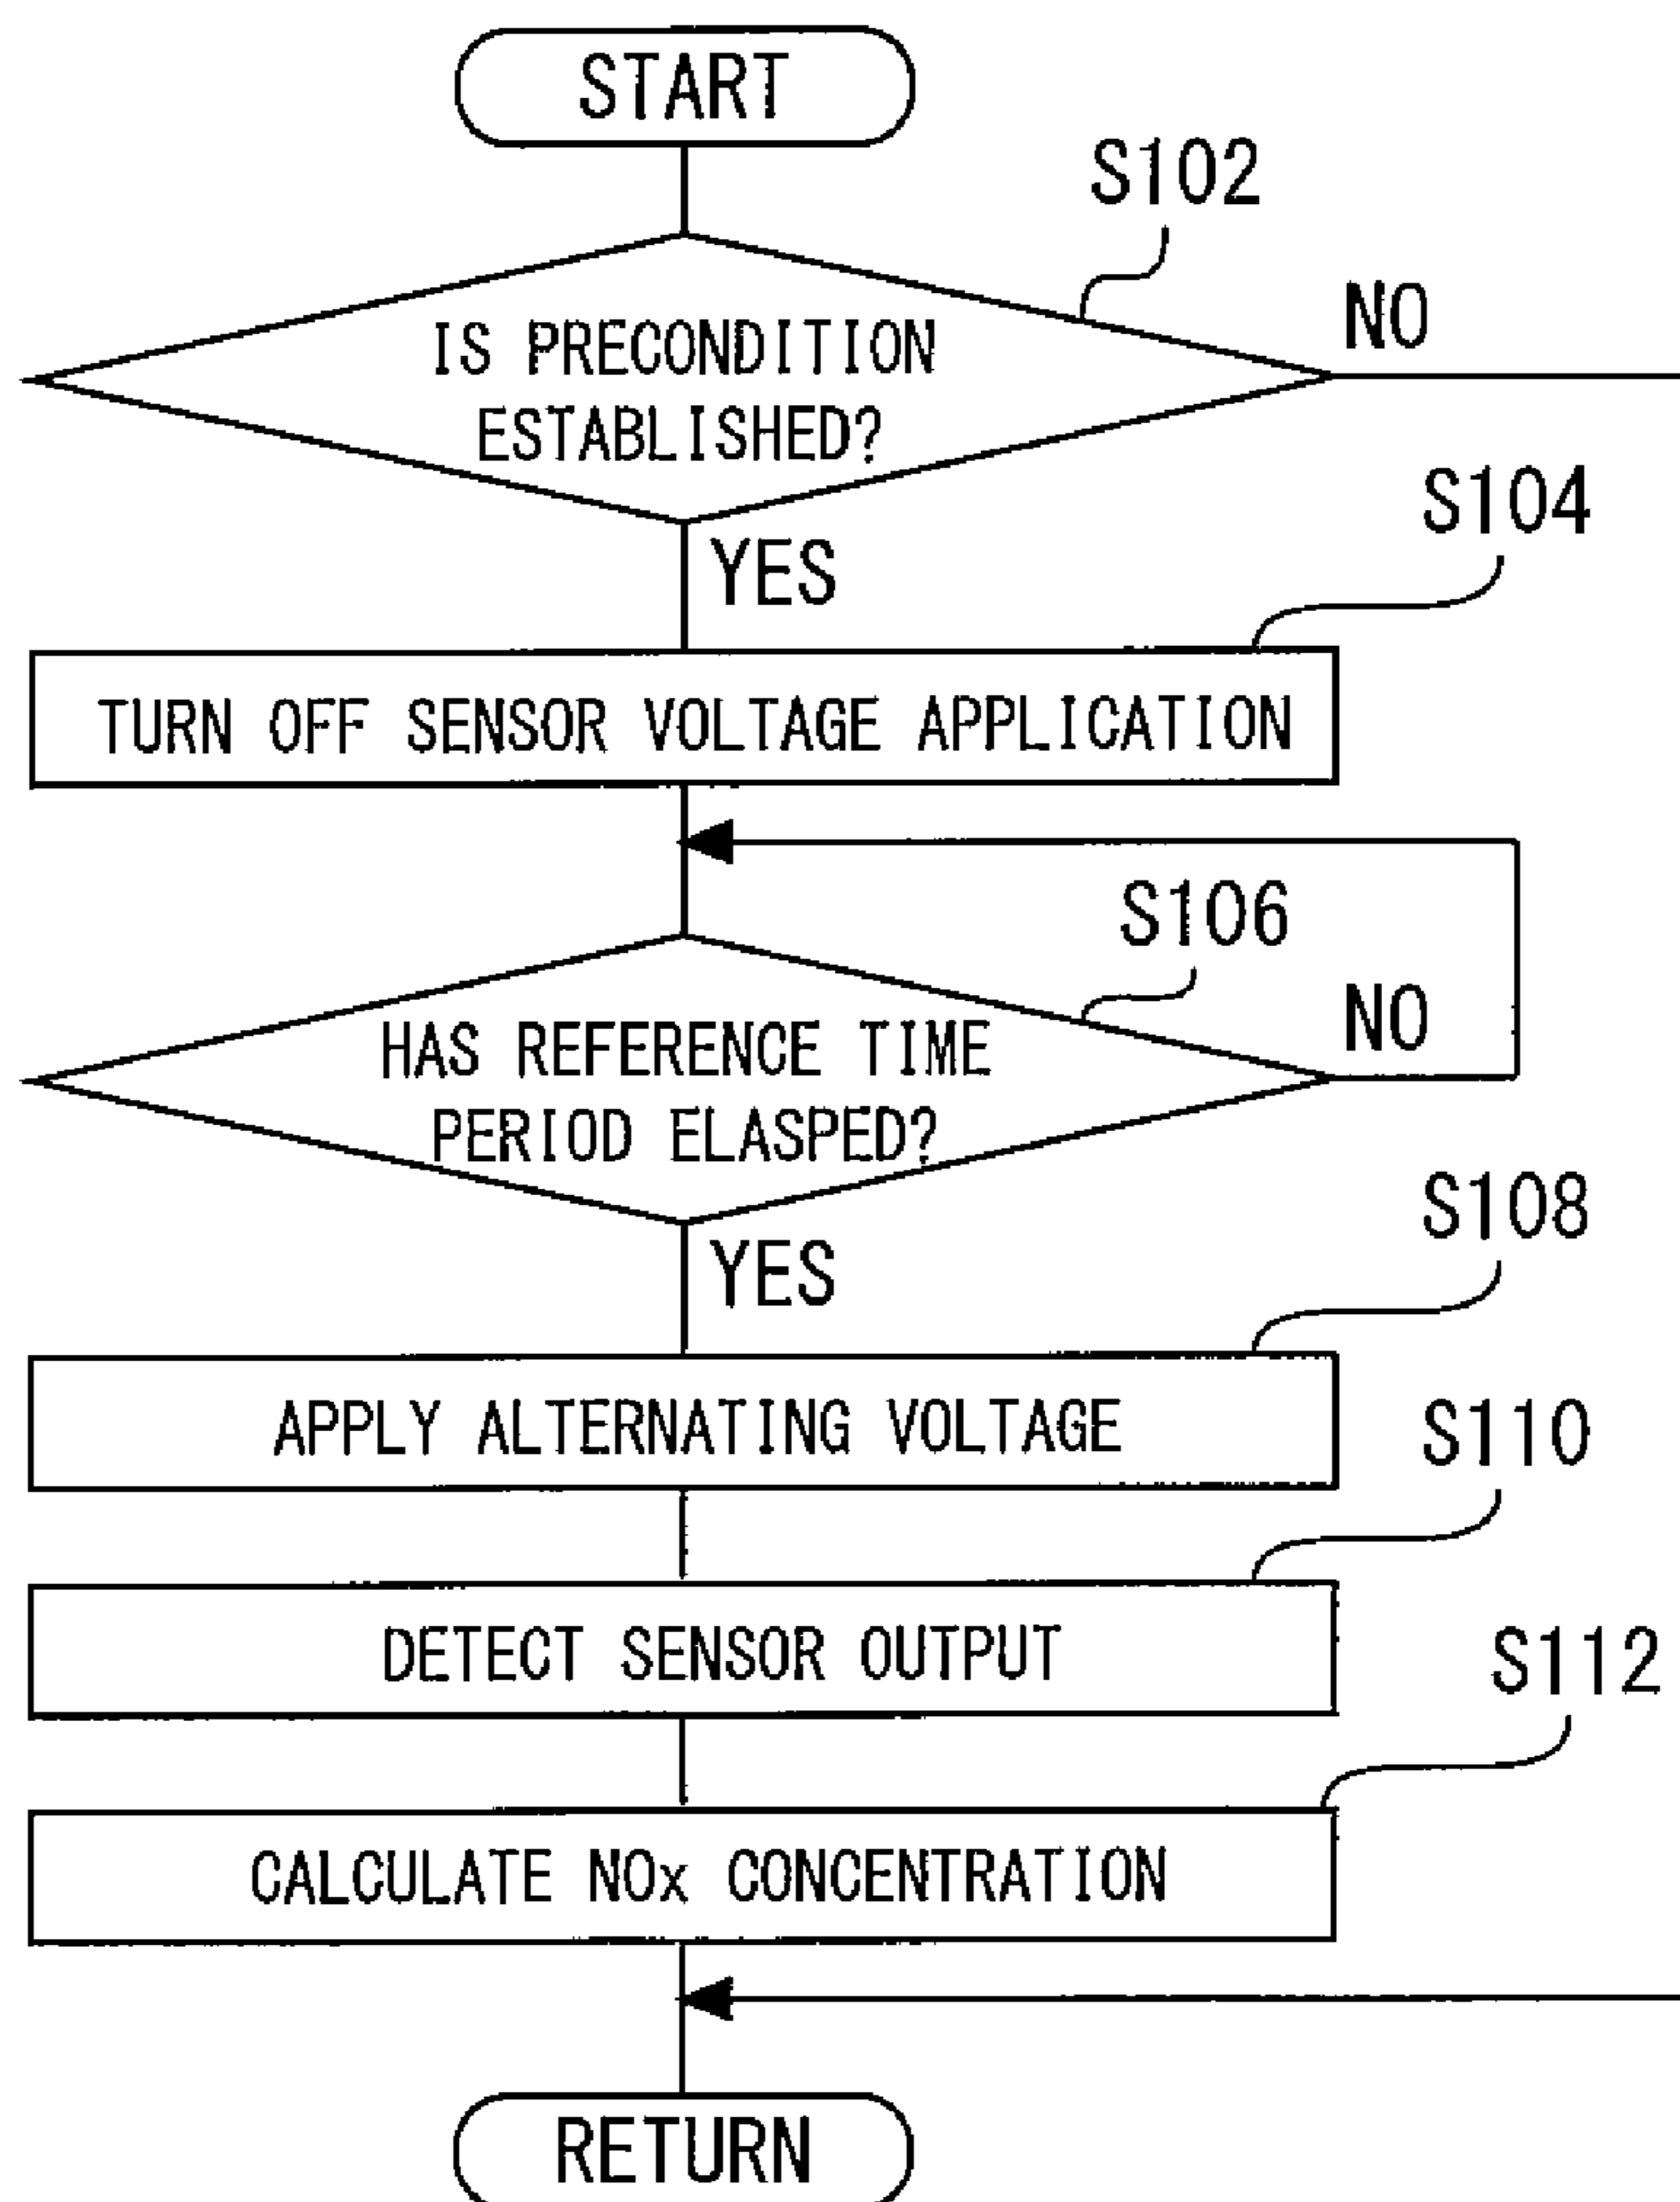 START
S102
IS PRECONDITION
ESTABLISHED?
NO
YES
S104
TURN OFF SENSOR VOLTAGE APPLICATION
S106
HAS REFERENCE TIME
PERIOD ELASPED?
NO
YES
S108
APPLY ALTERNATING VOLTAGE
S110
DETECT SENSOR OUTPUT
S112
CALCULATE NOx CONCENTRATION
RETURN